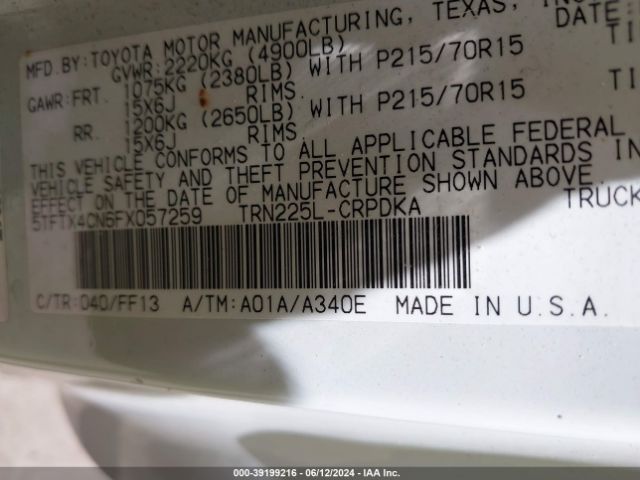 MFD.BY:TOYOTA MOTOR MANUFACTURING, TEXAS, INC
DATE:
GVWR:2220KG (4900LB)
GAWR:FRT. 1075KG (2380LB) WITH P215/70R15 TI
15X6J RIMS.
RR. 1200KG (2650LB) WITH P215/70R15 TI
15X6J RIMS
THIS VEHICLE CONFORMS TO ALL APPLICABLE FEDERAL
VEHICLE SAFETY AND THEFT PREVENTION STANDARDS IN
EFFECT ON THE DATE OF MANUFACTURE SHOWN ABOVE
5TFTX4CN6FX057259 TRN225L-CRPDKA TRUCK
C/TR:040/FF13 A/TM:A01A/A340E MADE IN U.S.A.
000-39199216 - 06/12/2024 - IAA Inc.